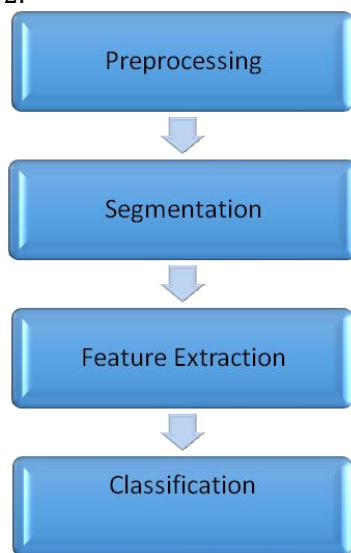 Preprocessing
Segmentation
Feature Extraction
Classification